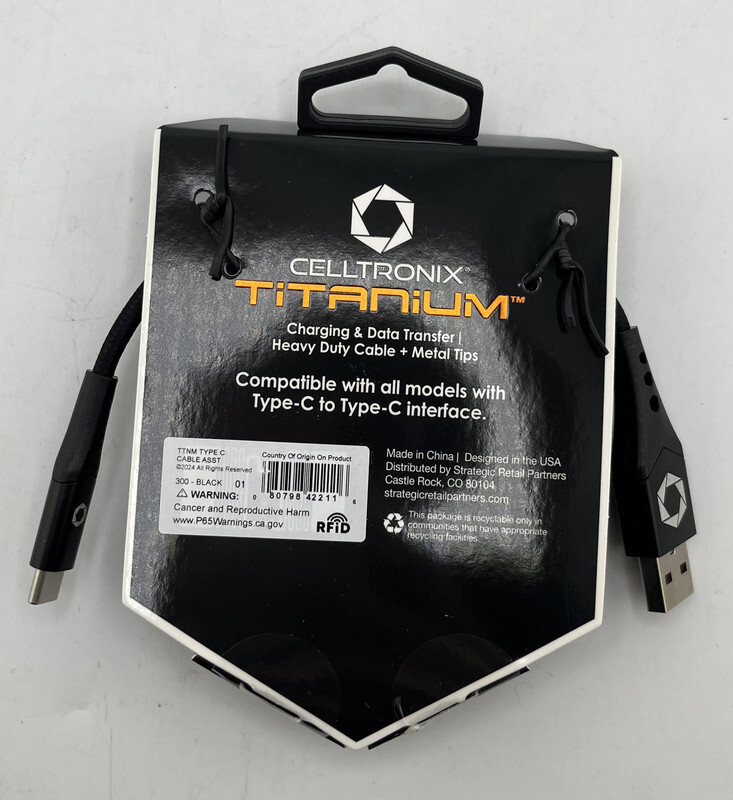 CELLTRONIX®
TiTANiUM™
Charging & Data Transfer |
Heavy Duty Cable + Metal Tips
Compatible with all models with
Type-C to Type-C interface.
TTNM TYPE C
CABLE ASST
©2024 All Rights Reserved
Country Of Origin On Product
300 - BLACK 01
0 80798 42211 6
⚠ WARNING:
Cancer and Reproductive Harm
www.P65Warnings.ca.gov
RFID
Made in China | Designed in the USA
Distributed by Strategic Retail Partners
Castle Rock, CO 80104
strategicretailpartners.com
This package is recyclable only in
communities that have appropriate
recycling facilities.